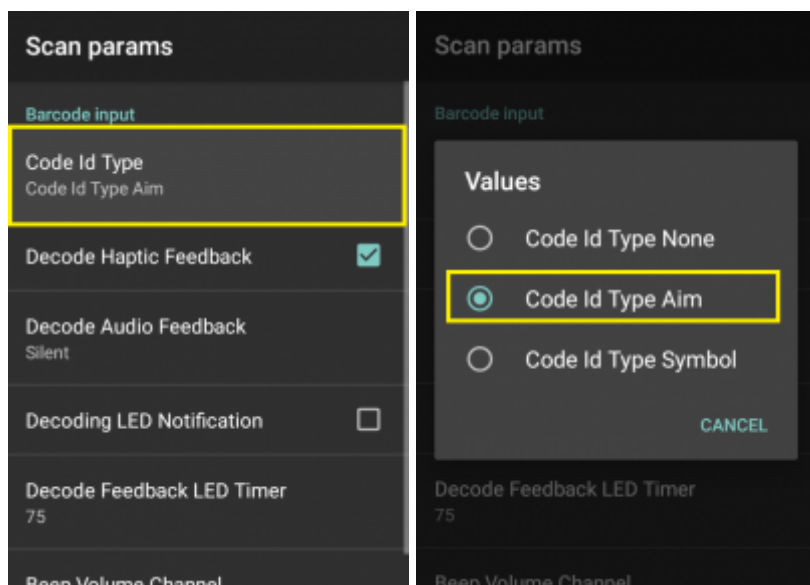 Scan params
Barcode input
Code Id Type
Code Id Type Aim
Decode Haptic Feedback
Decode Audio Feedback
Silent
Decoding LED Notification
Decode Feedback LED Timer
75
Beep Volume Channel
Scan params
Barcode input
Values
Code Id Type None
Code Id Type Aim
Code Id Type Symbol
CANCEL
Decode Feedback LED Timer
75
Beep Volume Channel